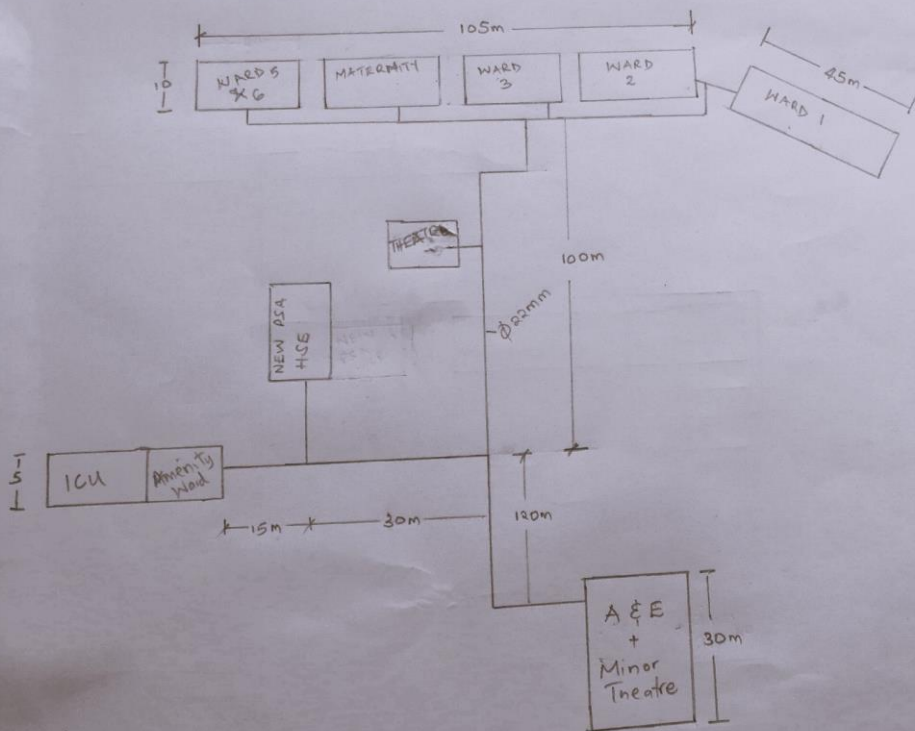 105m
10
WARD 5
& 6
MATERNITY
WARD
3
WARD
2
WARD 1
45m
THEATRE
100m
Φ22mm
NEW PSA
HSE
15
ICU
Amenity
Ward
15m
30m
120m
A & E
+
Minor
Theatre
30m